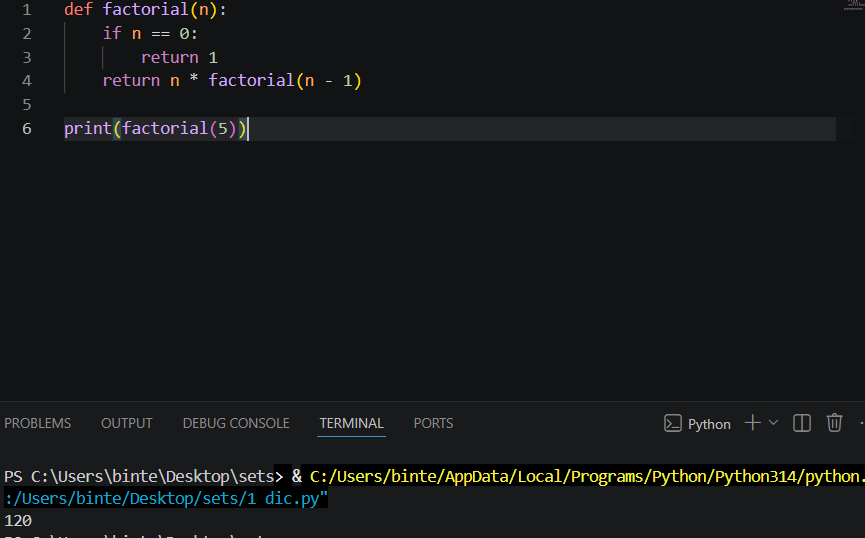 1 def factorial(n):
2     if n == 0:
3         return 1
4     return n * factorial(n - 1)
5
6 print(factorial(5))
PROBLEMS OUTPUT DEBUG CONSOLE TERMINAL PORTS Python
PS C:\Users\binte\Desktop\sets> & C:/Users/binte/AppData/Local/Programs/Python/Python314/python.
:/Users/binte/Desktop/sets/1 dic.py"
120